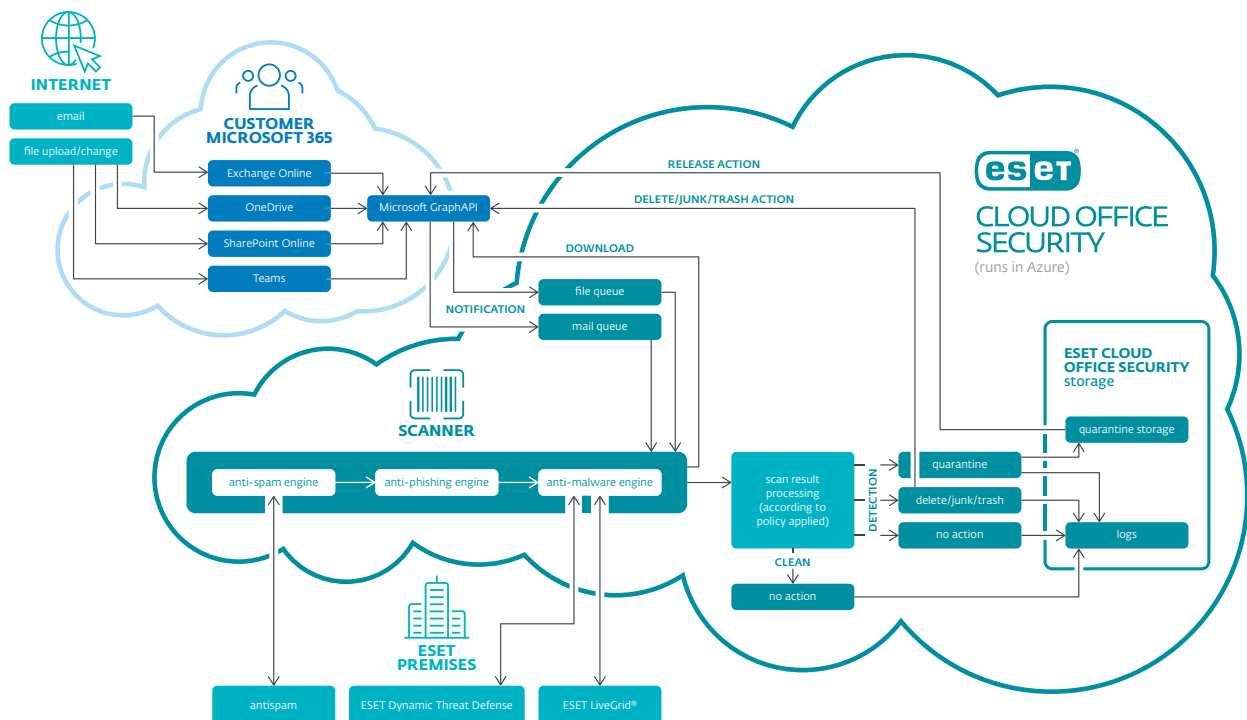 INTERNET
email
file upload/change
CUSTOMER
MICROSOFT 365
Exchange Online
OneDrive
SharePoint Online
Teams
Microsoft GraphAPI
RELEASE ACTION
DELETE/JUNK/TRASH ACTION
DOWNLOAD
NOTIFICATION
file queue
mail queue
eset®
CLOUD OFFICE
SECURITY
(runs in Azure)
SCANNER
anti-spam engine
anti-phishing engine
anti-malware engine
scan result
processing
(according to
policy applied)
DETECTION
CLEAN
no action
quarantine
delete/junk/trash
no action
ESET CLOUD
OFFICE SECURITY
storage
quarantine storage
logs
ESET
PREMISES
antispam
ESET Dynamic Threat Defense
ESET LiveGrid®